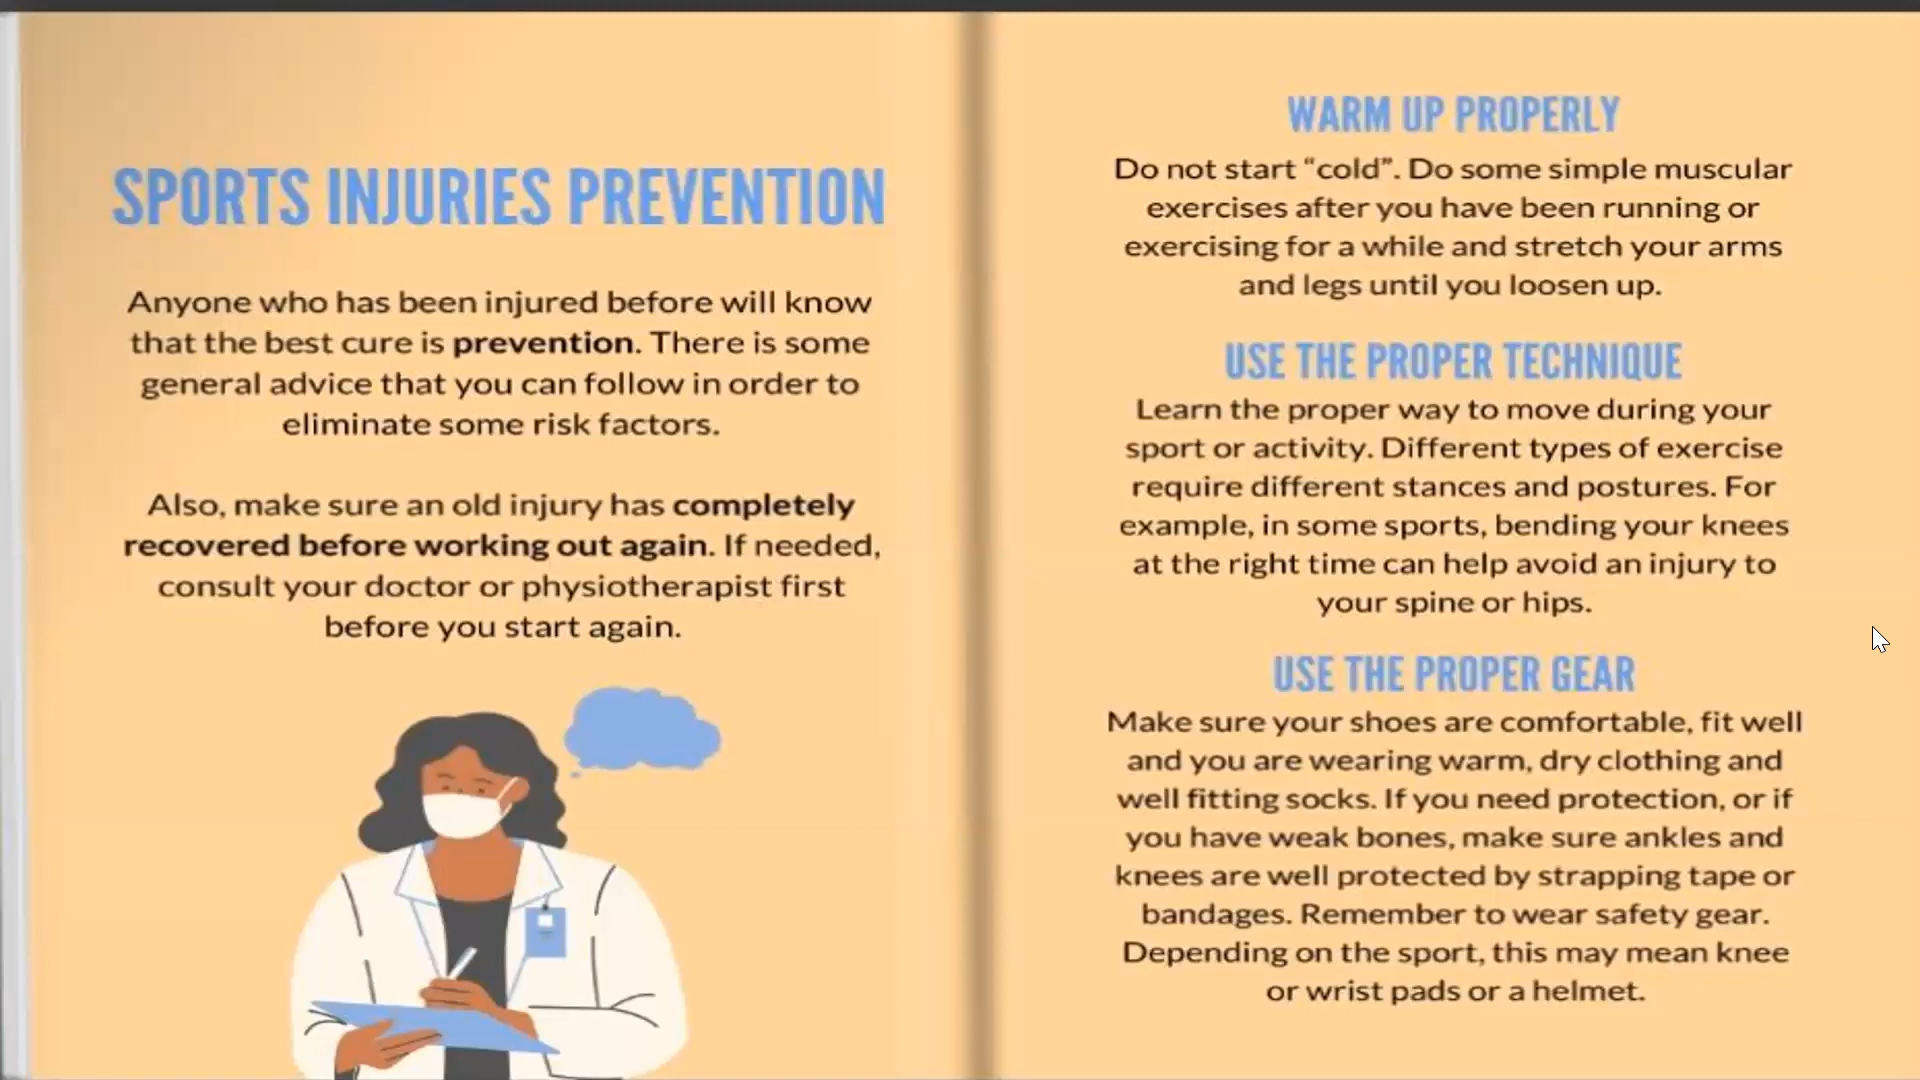 SPORTS INJURIES PREVENTION
Anyone who has been injured before will know
that the best cure is prevention. There is some
general advice that you can follow in order to
eliminate some risk factors.
Also, make sure an old injury has completely
recovered before working out again. If needed,
consult your doctor or physiotherapist first
before you start again.
WARM UP PROPERLY
Do not start “cold”. Do some simple muscular
exercises after you have been running or
exercising for a while and stretch your arms
and legs until you loosen up.
USE THE PROPER TECHNIQUE
Learn the proper way to move during your
sport or activity. Different types of exercise
require different stances and postures. For
example, in some sports, bending your knees
at the right time can help avoid an injury to
your spine or hips.
USE THE PROPER GEAR
Make sure your shoes are comfortable, fit well
and you are wearing warm, dry clothing and
well fitting socks. If you need protection, or if
you have weak bones, make sure ankles and
knees are well protected by strapping tape or
bandages. Remember to wear safety gear.
Depending on the sport, this may mean knee
or wrist pads or a helmet.